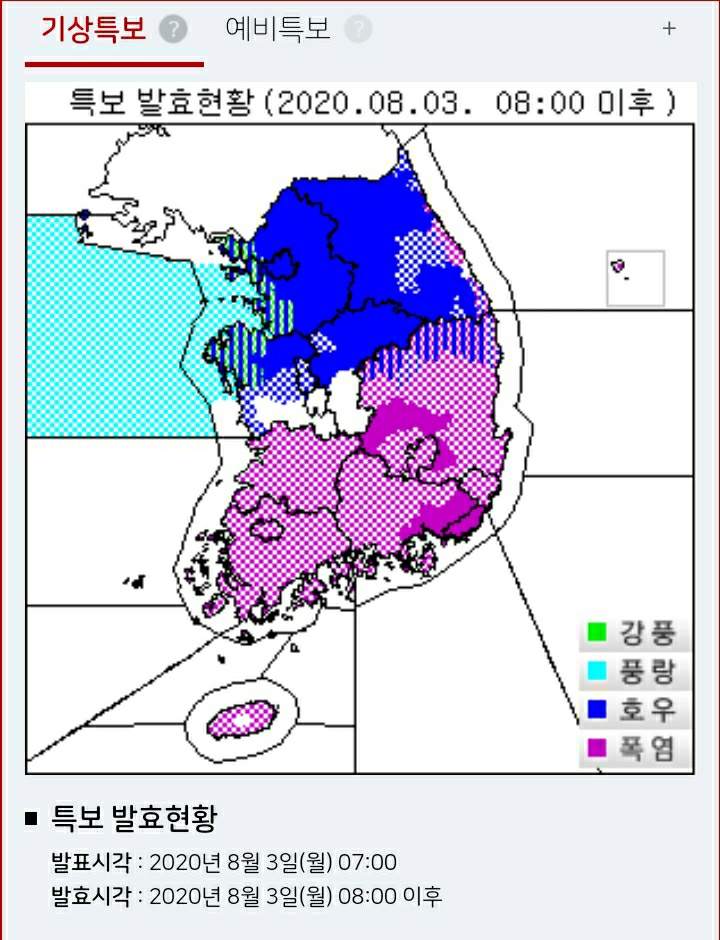 기상특보 ? 예비특보 ? +
특보 발효현황 (2020.08.03. 08:00 이후 )
강풍
풍랑
호우
폭염
■ 특보 발효현황
발표시각 : 2020년 8월 3일(월) 07:00
발효시각 : 2020년 8월 3일(월) 08:00 이후